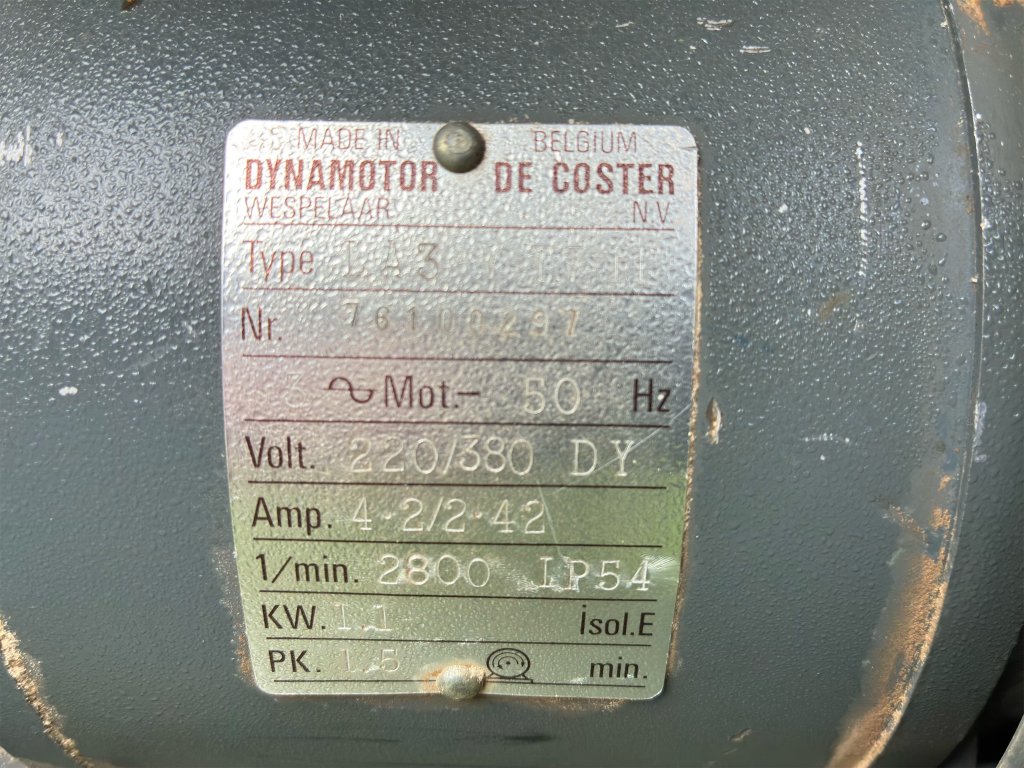 MADE IN BELGIUM
DYNAMOTOR DE COSTER
WESPELAAR N.V.
Type LA3
Nr. 76100297
3 Mot.- 50 Hz
Volt. 220/380 DY
Amp. 4·2/2·42
1/min. 2800 IP54
KW. 1.1 isol.E
PK. 1.5 min.